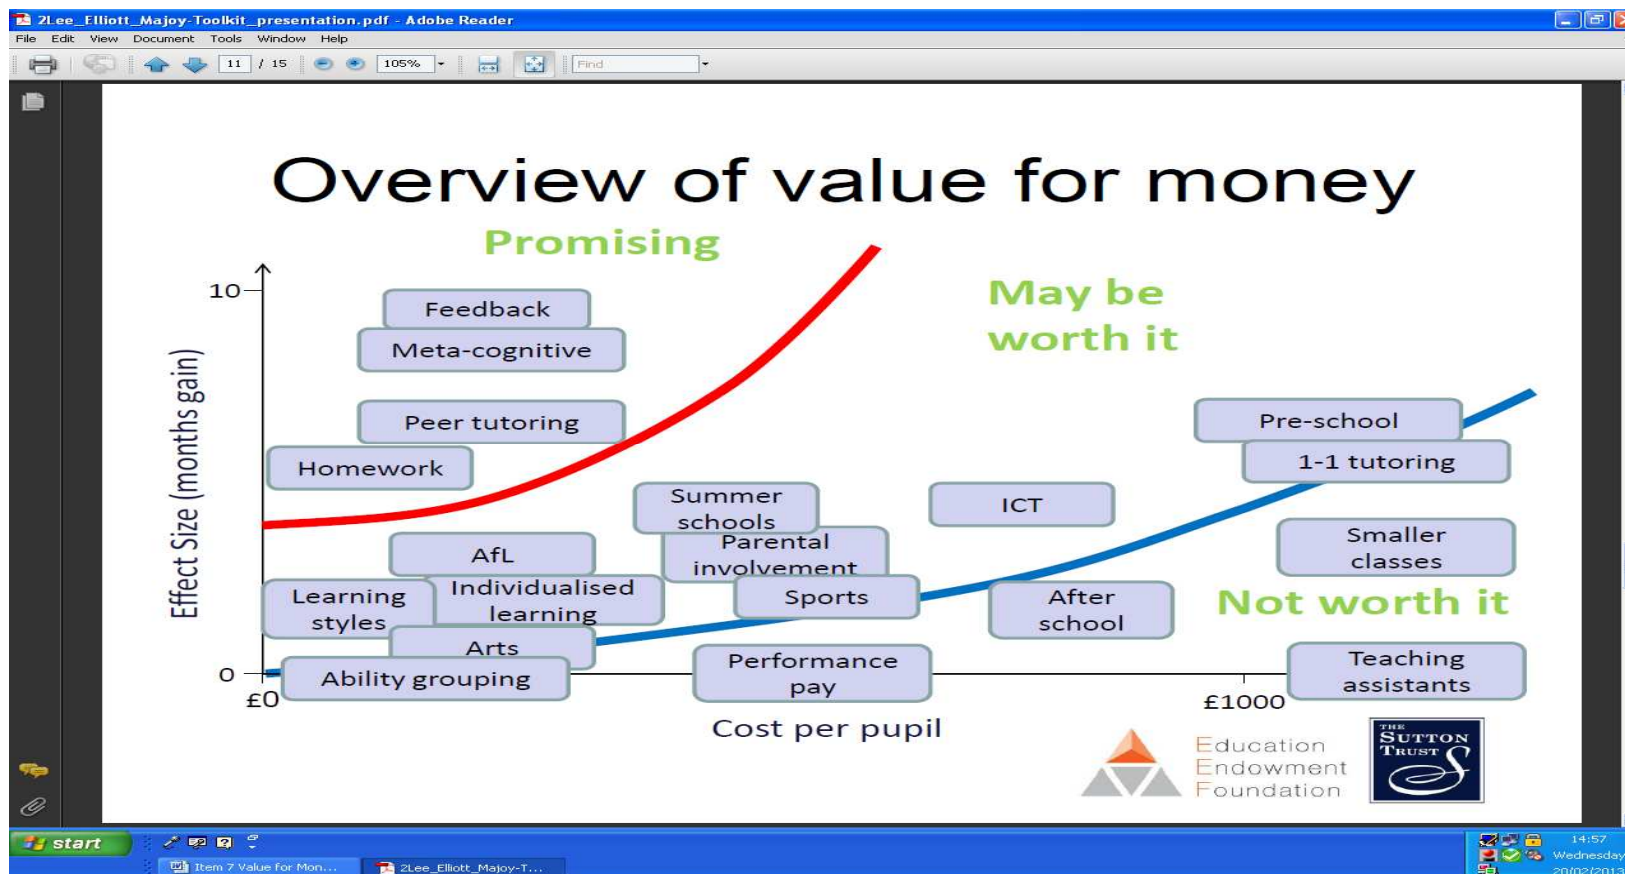 2Lee_Elliott_Majoy-Toolkit_presentation.pdf - Adobe Reader
File Edit View Document Tools Window Help
11 / 15 105% Find
Overview of value for money
Promising
May be
worth it
10
Feedback
Meta-cognitive
Peer tutoring
Homework
Pre-school
1-1 tutoring
Summer
schools
ICT
Parental
involvement
AfL
Smaller
classes
Individualised
learning
Learning
styles
Sports
After
school
Not worth it
Arts
Ability grouping
Performance
pay
Teaching
assistants
Effect Size (months gain)
0
£0
£1000
Cost per pupil
Education
Endowment
Foundation
THE
SUTTON
TRUST
start
14:57
Wednesday
20/02/2013
Item 7 Value for Mon...
2Lee_Elliott_Majoy-T...